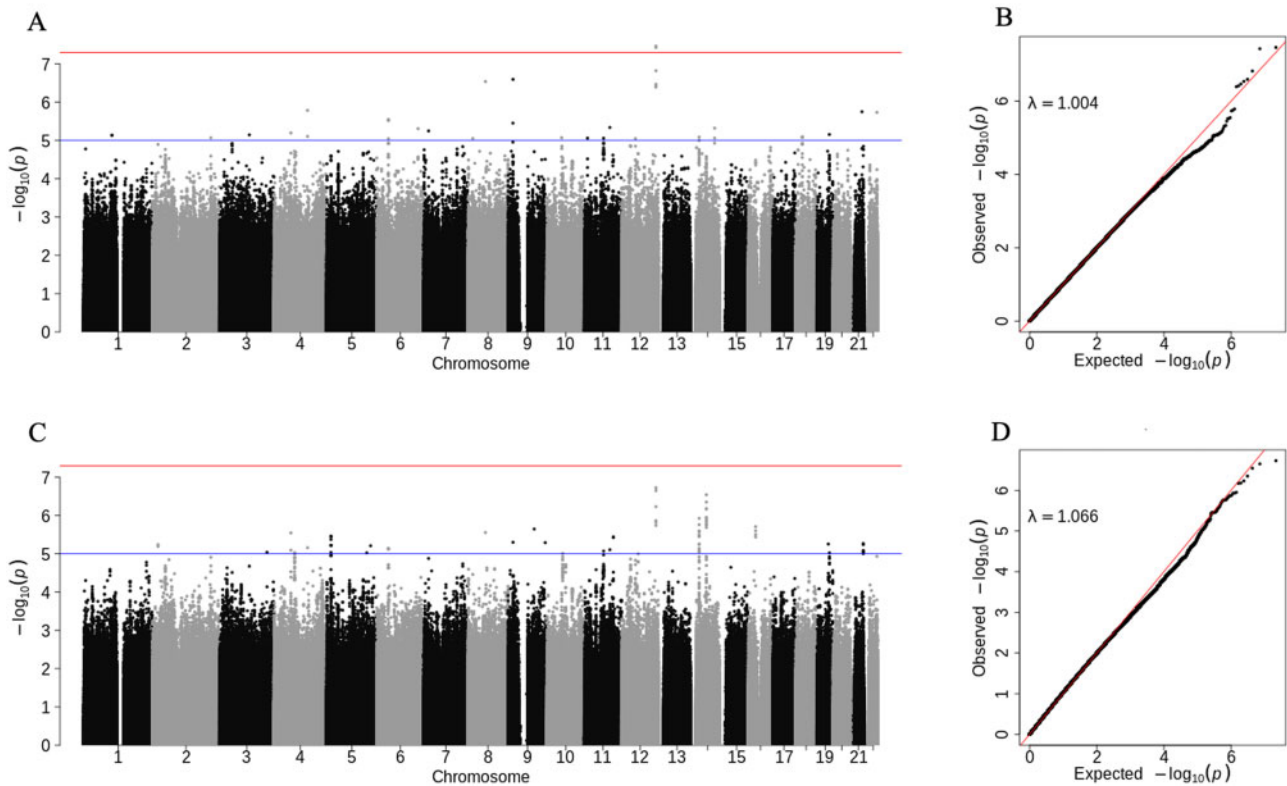 A
−log₁₀(p)
7
6
5
4
3
2
1
0
1 2 3 4 5 6 7 8 9 10 11 12 13 15 17 19 21
Chromosome
B
Observed −log₁₀(p)
6
4
2
0
λ = 1.004
0 2 4 6
Expected −log₁₀(p)
C
−log₁₀(p)
7
6
5
4
3
2
1
0
1 2 3 4 5 6 7 8 9 10 11 12 13 15 17 19 21
Chromosome
D
Observed −log₁₀(p)
6
5
4
3
2
1
0
λ = 1.066
0 2 4 6
Expected −log₁₀(p)